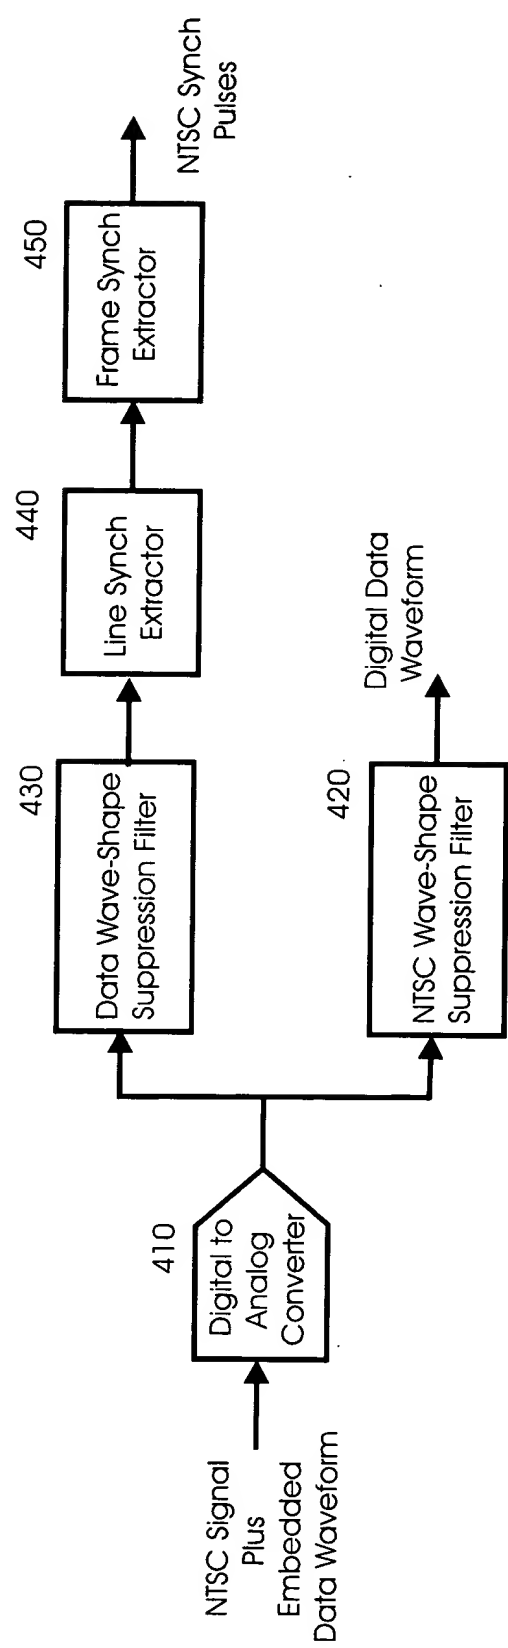 NTSC Signal
Plus
Embedded
Data Waveform
410
Digital to
Analog
Converter
430
Data Wave-Shape
Suppression Filter
440
Line Synch
Extractor
450
Frame Synch
Extractor
NTSC Synch
Pulses
420
NTSC Wave-Shape
Suppression Filter
Digital Data
Waveform